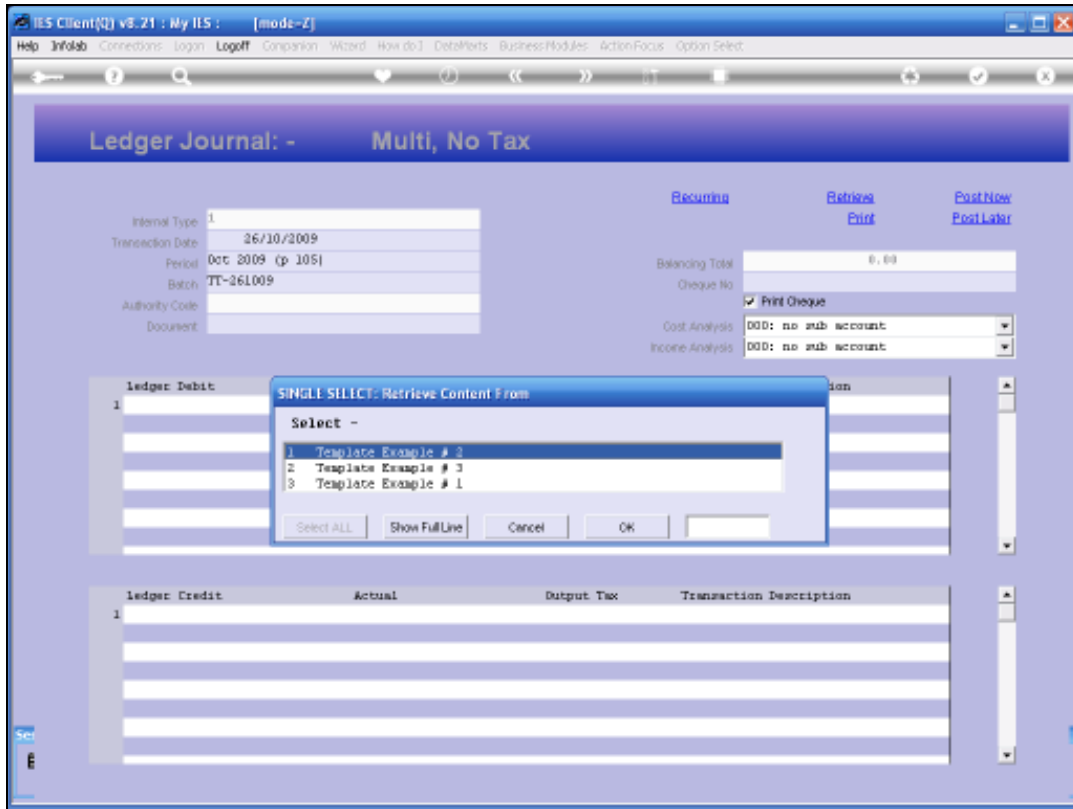 IES Client(Q) v8.21 : My IES : [mode-Z]
Help Infolab Connections Logon Logoff Companion Wizard How do I DataMarts Business Modules Action Focus Option Select
Ledger Journal: - Multi, No Tax
Recurring Retrieve Post Now
Print Post Later
Internal Type 1
Transaction Date 26/10/2009
Period Oct 2009 (p 105)
Batch TT-261009
Authority Code
Document
Balancing Total 0.00
Cheque No
Print Cheque
Cost Analysis 000: no sub account
Income Analysis 000: no sub account
Ledger Debit
1
SINGLE SELECT: Retrieve Content From
Select -
1 Template Example # 2
2 Template Example # 3
3 Template Example # 1
Select ALL Show Full Line Cancel OK
Ledger Credit Actual Output Tax Transaction Description
1